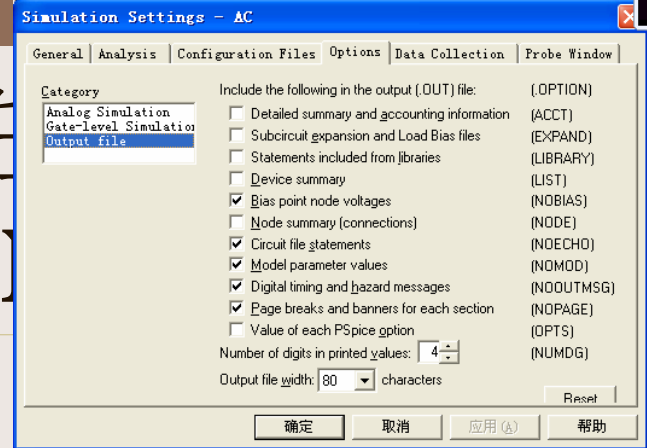 Simulation Settings - AC
General Analysis Configuration Files Options Data Collection Probe Window
Category
Analog Simulation
Gate-level Simulation
Output file
Include the following in the output (.OUT) file: (.OPTION)
Detailed summary and accounting information (ACCT)
Subcircuit expansion and Load Bias files (EXPAND)
Statements included from libraries (LIBRARY)
Device summary (LIST)
Bias point node voltages (NOBIAS)
Node summary (connections) (NODE)
Circuit file statements (NOECHO)
Model parameter values (NOMOD)
Digital timing and hazard messages (NOOUTMSG)
Page breaks and banners for each section (NOPAGE)
Value of each PSpice option (OPTS)
Number of digits in printed values: 4 (NUMDG)
Output file width: 80 characters
Reset
确定 取消 应用(A) 帮助